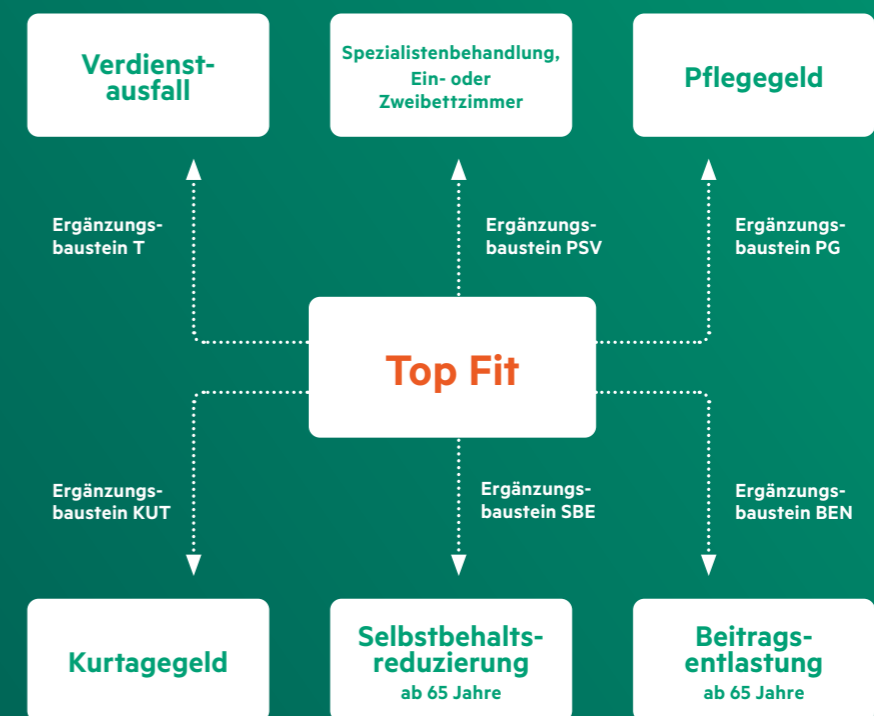 Verdienst-
ausfall
Spezialistenbehandlung,
Ein- oder
Zweibettzimmer
Pflegegeld
Ergänzungs-
baustein T
Ergänzungs-
baustein PSV
Ergänzungs-
baustein PG
Top Fit
Ergänzungs-
baustein KUT
Ergänzungs-
baustein SBE
Ergänzungs-
baustein BEN
Kurtagegeld
Selbstbehalts-
reduzierung
ab 65 Jahre
Beitrags-
entlastung
ab 65 Jahre